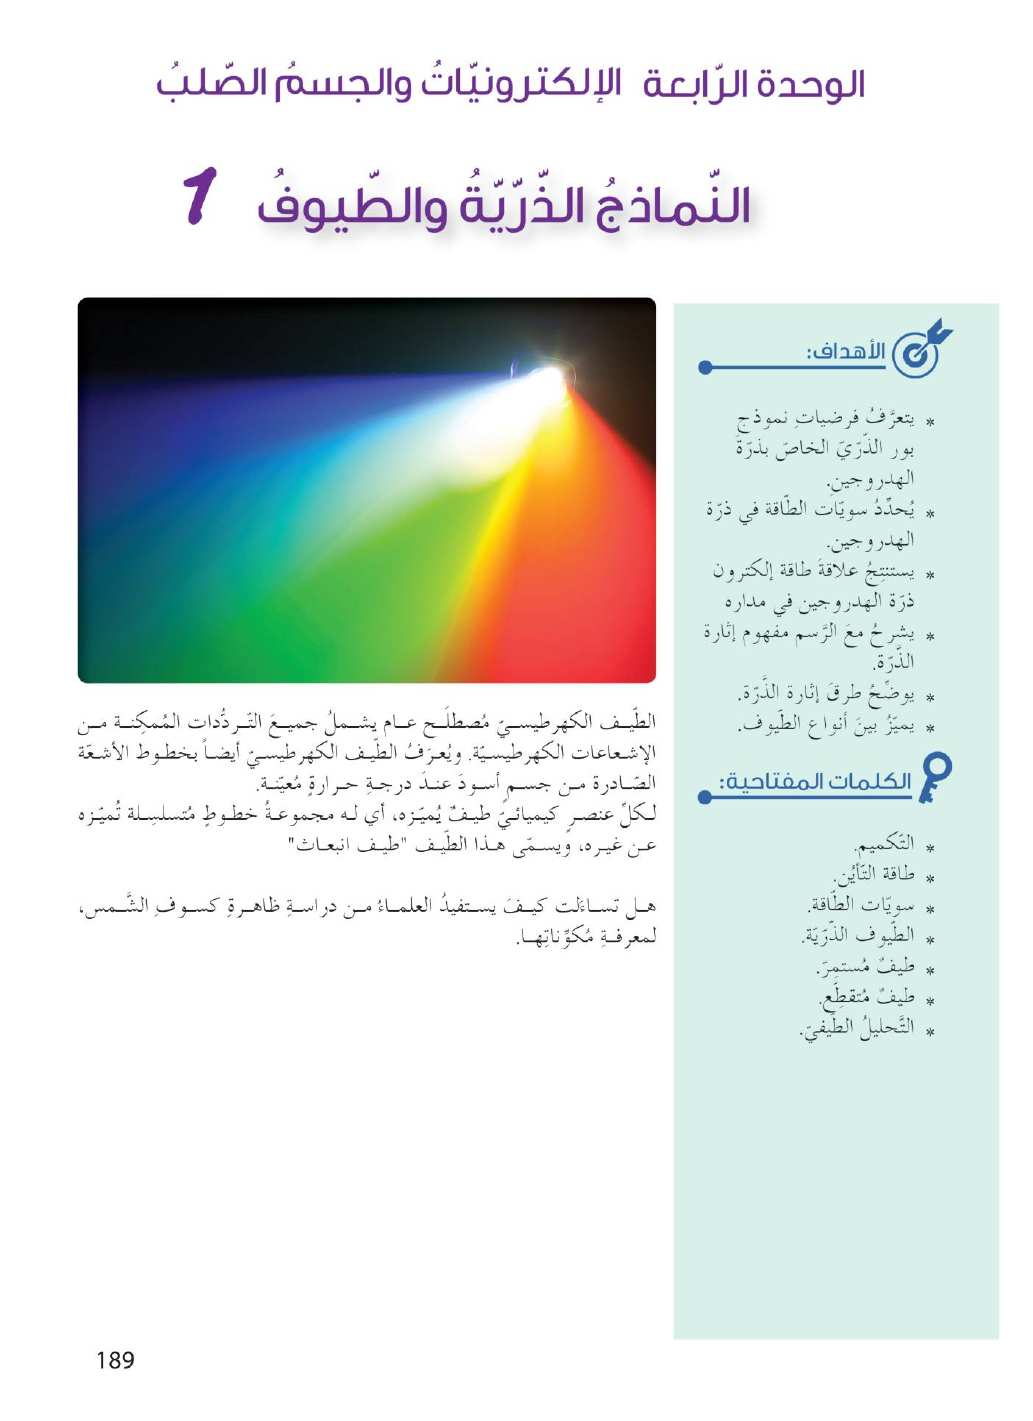 الوحدة الرّابعة الإلكترونيّاتُ والجسمُ الصّلبُ
النّماذجُ الذّرّيّةُ والطّيوفُ 1
الأهداف:
* يتعرَّفُ فرضياتِ نموذجِ
بور الذّرّيّ الخاصّ بذرّة
الهدروجين.
* يُحدِّدُ سويّات الطّاقة في ذرّة
الهدروجين.
* يستنتِجُ علاقةَ طاقة إلكترون
ذرّة الهدروجين في مداره
* يشرحُ معَ الرَّسم مفهوم إثارة
الذّرّة.
* يوضِّحُ طرقَ إثارة الذَّرّة.
* يميّزُ بينَ أنواع الطّيوف.
الكلمات المفتاحية:
* التّكميم.
* طاقة التّأيُن.
* سويّات الطّاقة.
* الطّيوف الذّرّيّة.
* طيفٌ مُستمِرّ.
* طيفٌ مُتقطِّع.
* التَّحليلُ الطّيفيّ.
الطّيف الكهرطيسيّ مُصطلَح عام يشملُ جميعَ التّردُّدات المُمكِنة من
الإشعاعات الكهرطيسيّة. ويُعرَفُ الطّيف الكهرطيسيّ أيضاً بخطوط الأشعّة
الصّادرة من جسمٍ أسودَ عندَ درجةِ حرارةٍ مُعيّنة.
لكلِّ عنصرٍ كيميائيّ طيفٌ يُميّزه، أي له مجموعةُ خطوطٍ مُتسلسِلة تُميّزه
عن غيره، ويسمّى هذا الطّيف "طيف انبعاث"
هل تساءَلت كيفَ يستفيدُ العلماءُ من دراسةِ ظاهرةِ كسوفِ الشَّمس،
لمعرفةِ مُكوِّناتِها.
189